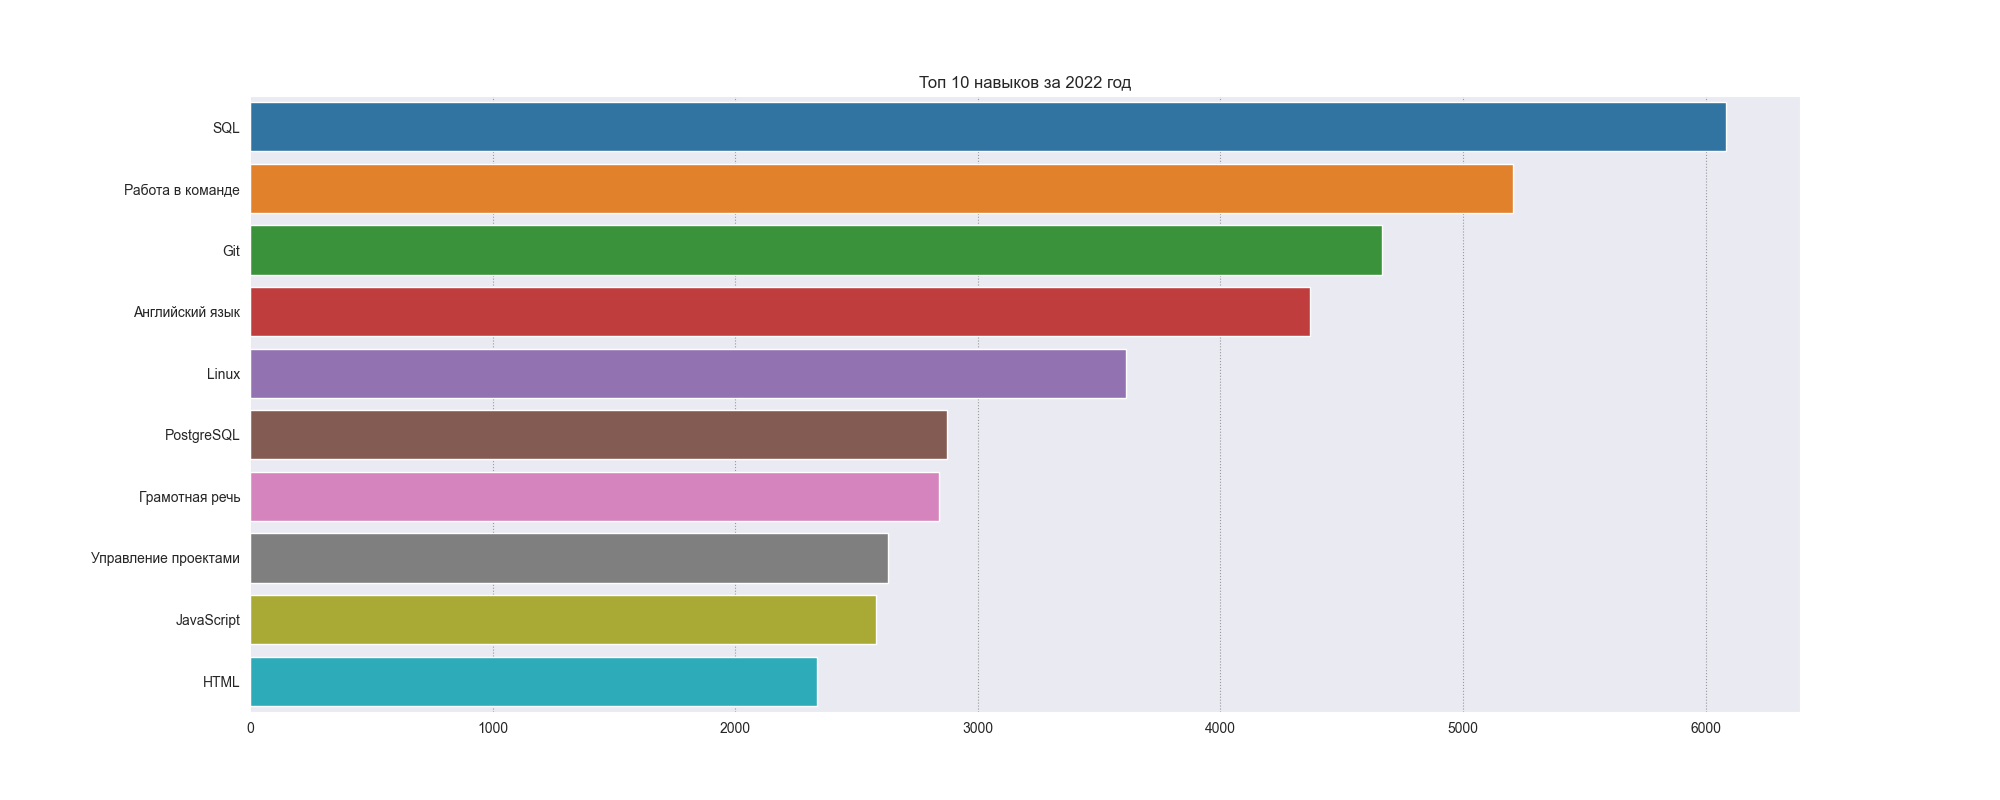 Топ 10 навыков за 2022 год
SQL
Работа в команде
Git
Английский язык
Linux
PostgreSQL
Грамотная речь
Управление проектами
JavaScript
HTML
0 1000 2000 3000 4000 5000 6000